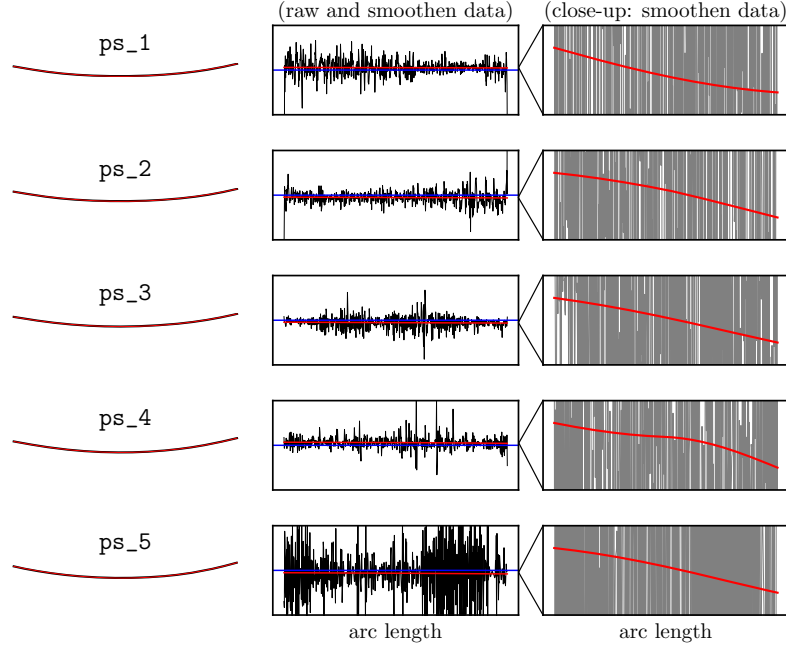 (raw and smoothen data)
(close-up: smoothen data)
ps_1
ps_2
ps_3
ps_4
ps_5
arc length
arc length